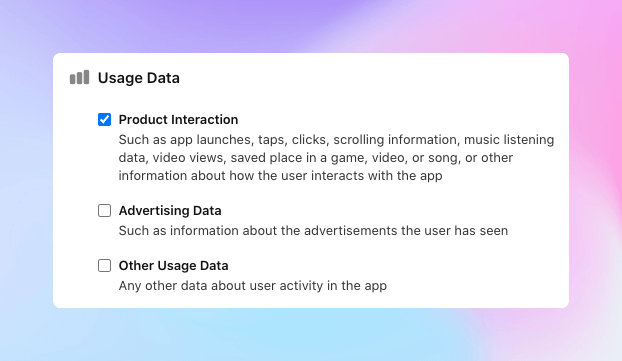 Usage Data
Product Interaction
Such as app launches, taps, clicks, scrolling information, music listening
data, video views, saved place in a game, video, or song, or other
information about how the user interacts with the app
Advertising Data
Such as information about the advertisements the user has seen
Other Usage Data
Any other data about user activity in the app